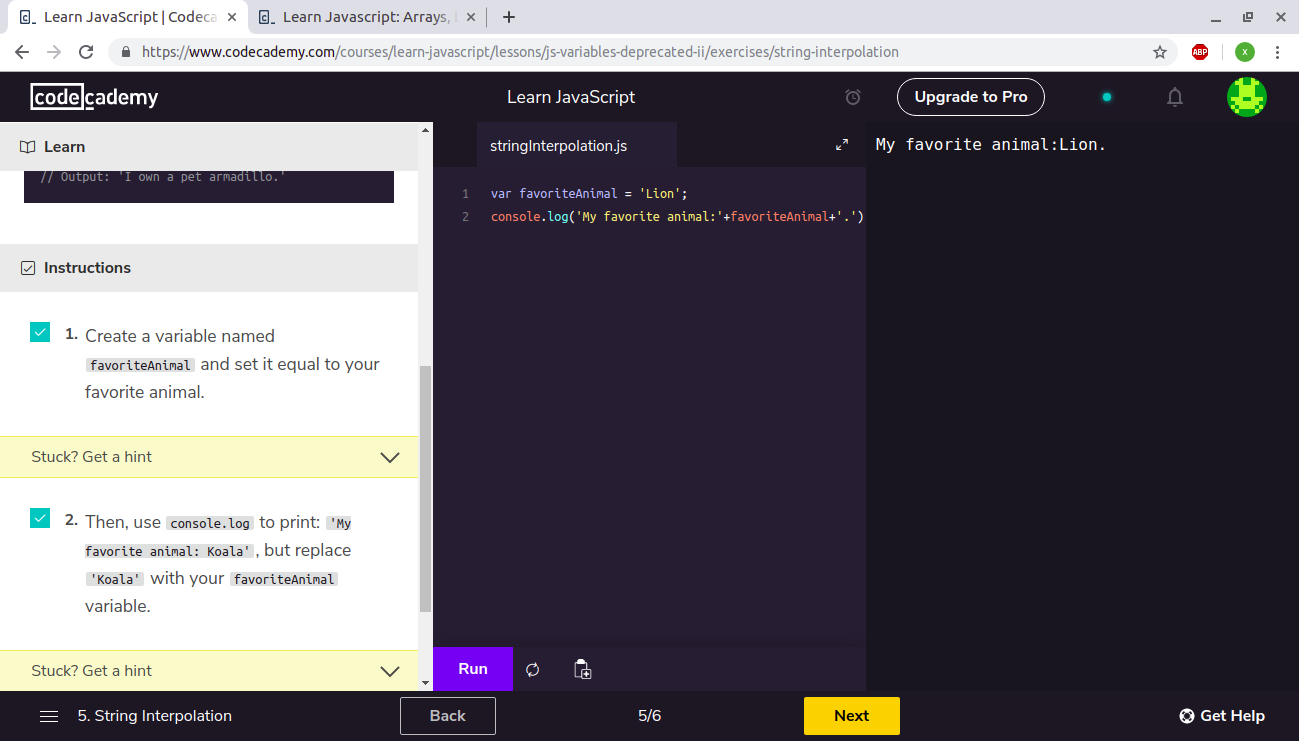 Learn JavaScript | Codeca
Learn Javascript: Arrays,
https://www.codecademy.com/courses/learn-javascript/lessons/js-variables-deprecated-ii/exercises/string-interpolation
ABP
X
codecademy
Learn JavaScript
Upgrade to Pro
Learn
// Output: 'I own a pet armadillo.'
Instructions
1. Create a variable named
favoriteAnimal and set it equal to your
favorite animal.
Stuck? Get a hint
2. Then, use console.log to print: 'My
favorite animal: Koala', but replace
'Koala' with your favoriteAnimal
variable.
Stuck? Get a hint
stringInterpolation.js
1 var favoriteAnimal = 'Lion';
2 console.log('My favorite animal:'+favoriteAnimal+'.')
Run
My favorite animal:Lion.
5. String Interpolation
Back
5/6
Next
Get Help